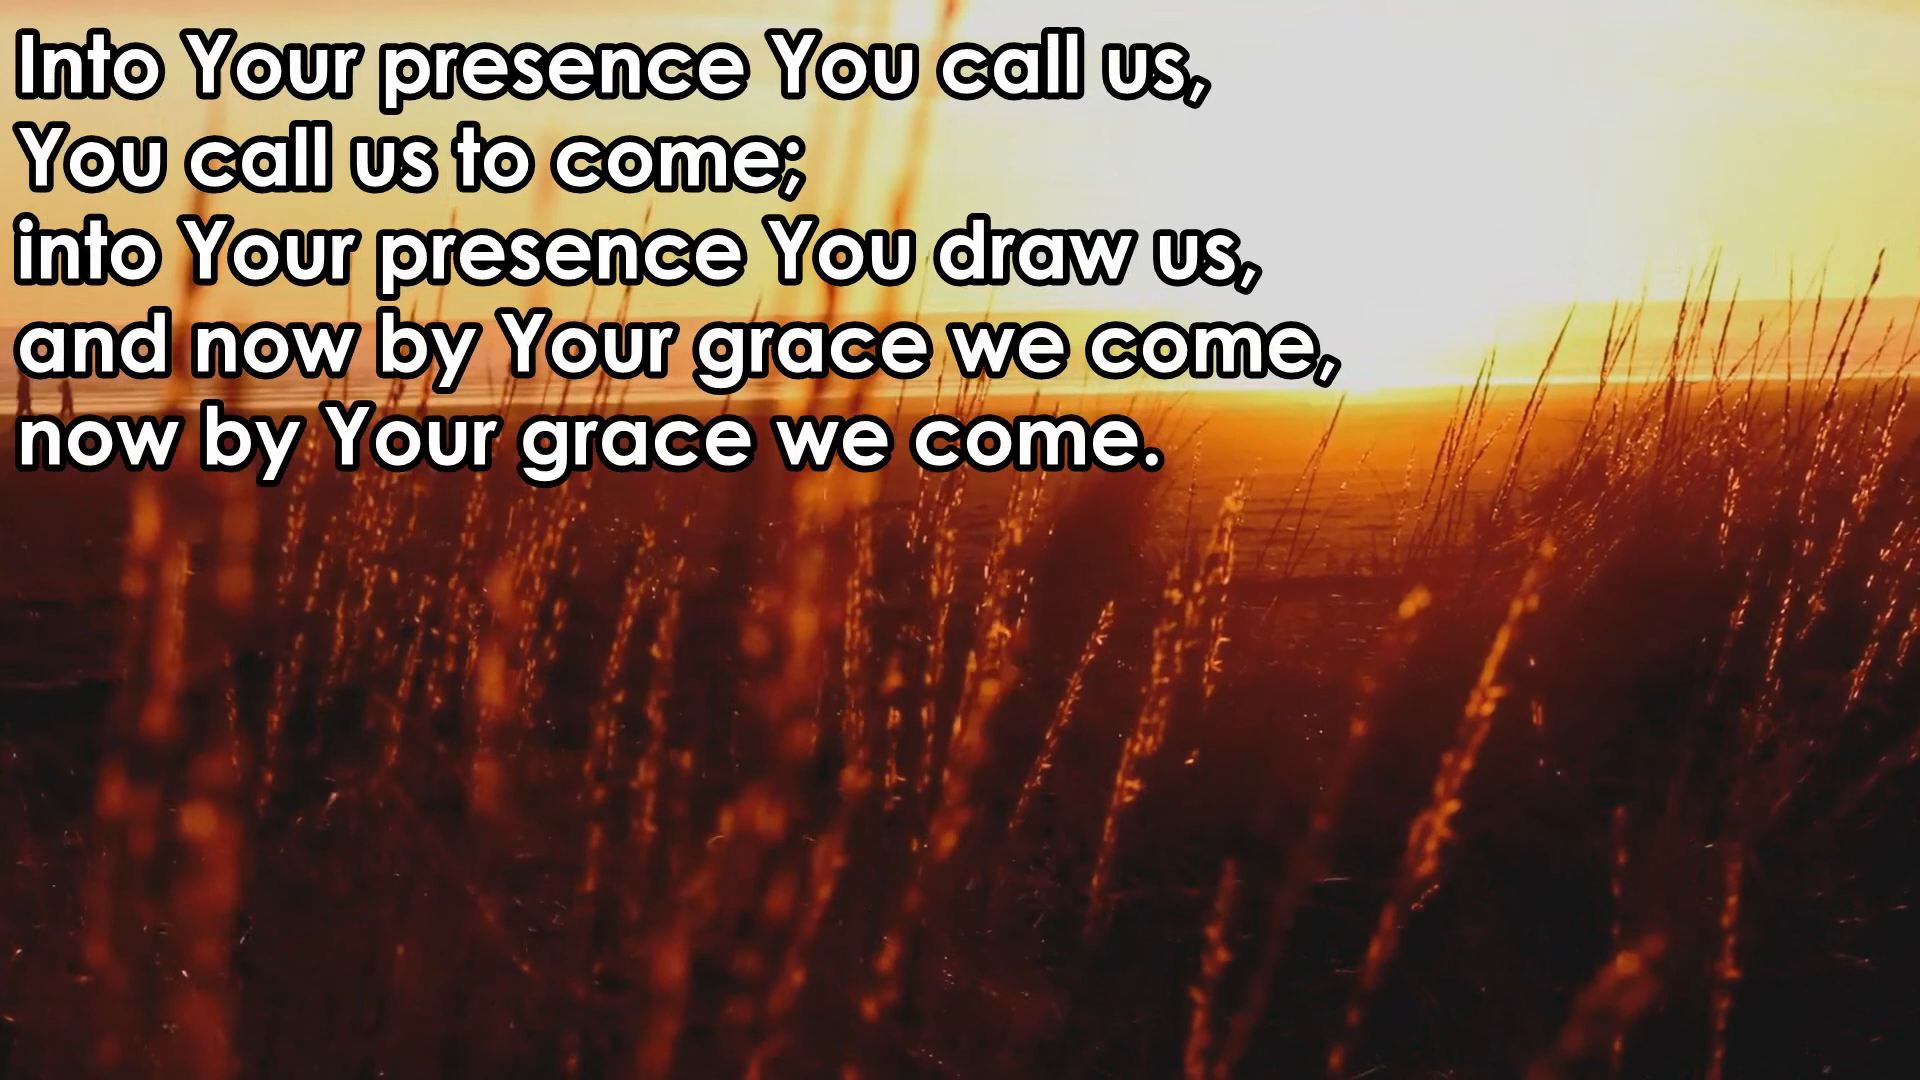 Into Your presence You call us,
You call us to come;
into Your presence You draw us,
and now by Your grace we come,
now by Your grace we come.